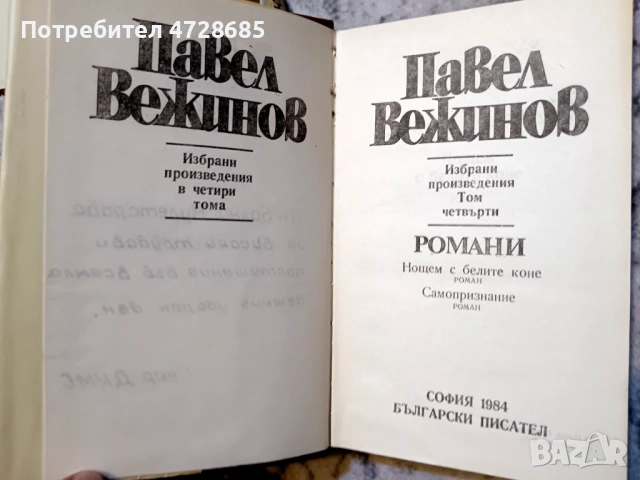 Потребител 4728685
Павел
Вежинов
Избрани
произведения
в четири
тома
Павел
Вежинов
Избрани
произведения
Том
четвърти
РОМАНИ
Нощем с белите коне
РОМАН
Самопризнание
РОМАН
СОФИЯ 1984
БЪЛГАРСКИ ПИСАТЕЛ
BAZAR